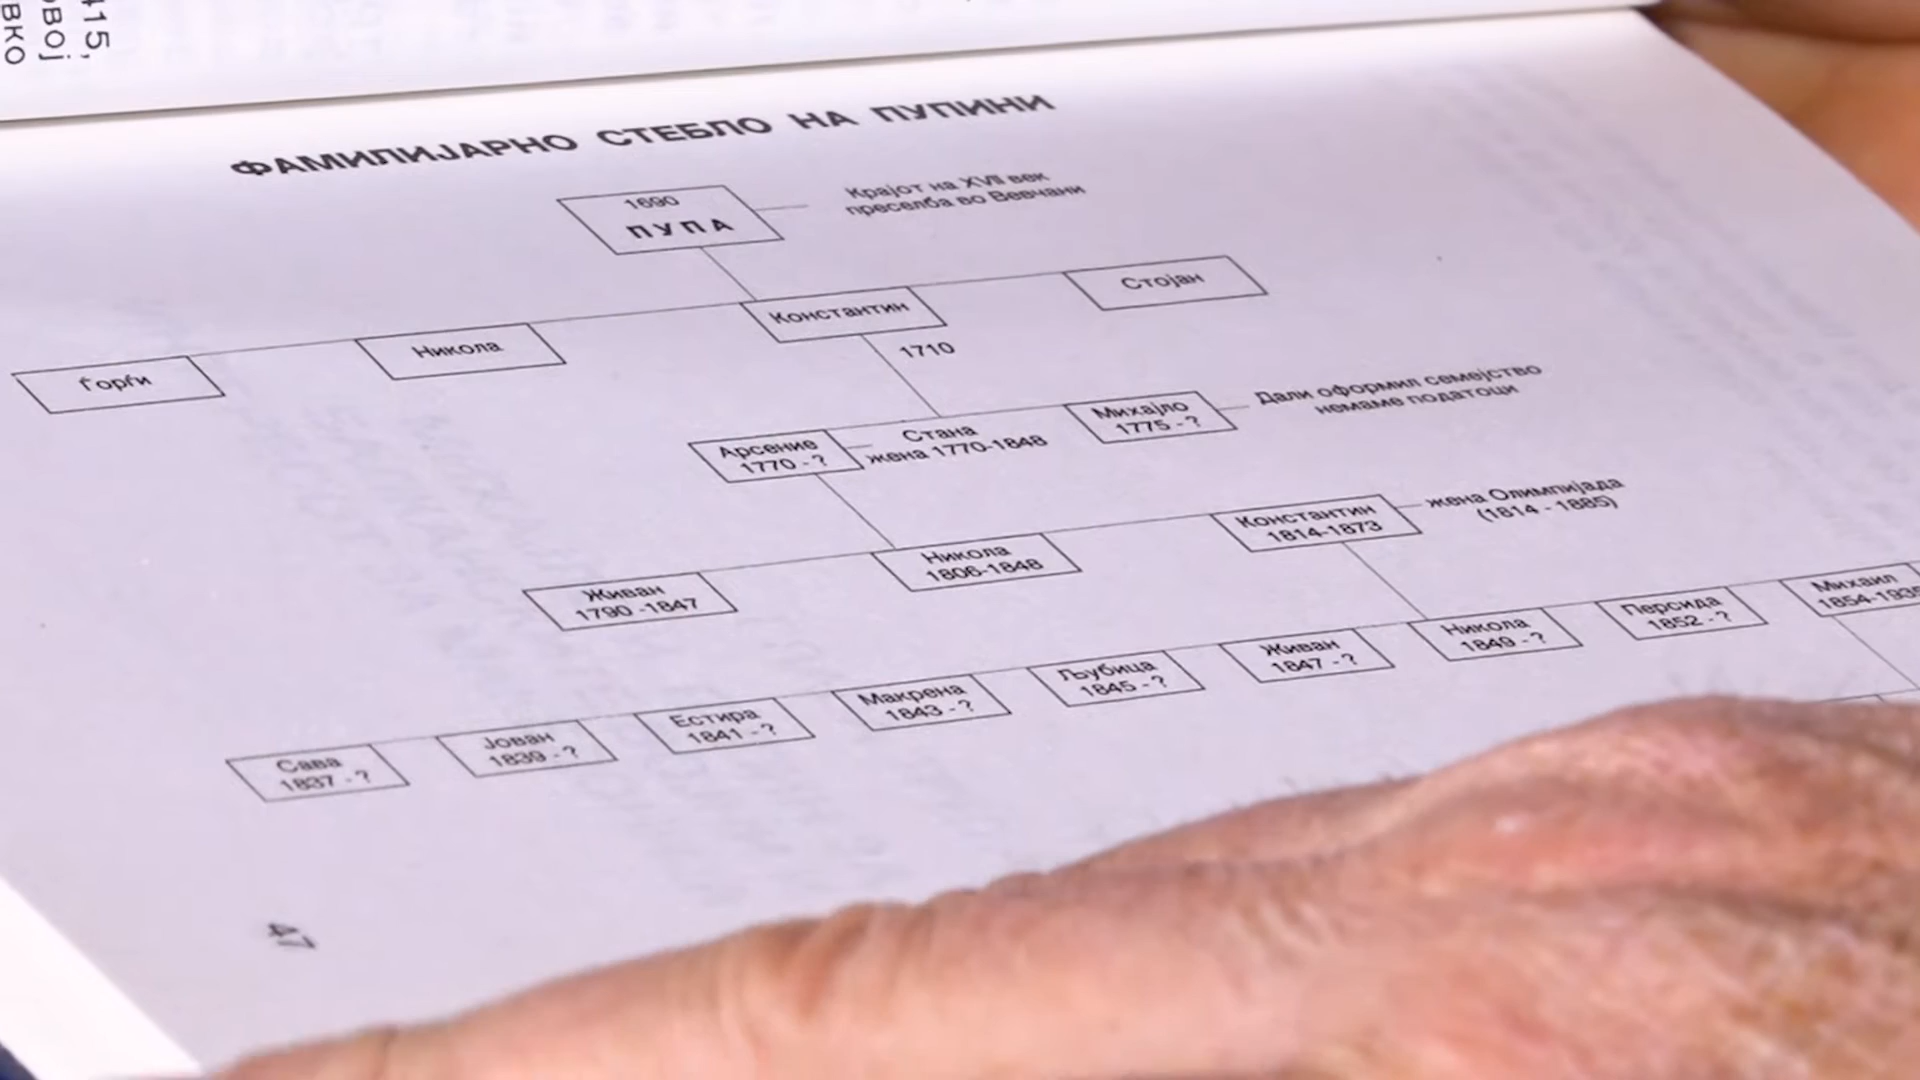 415,
ОВОЈ
ВКО
ФАМИЛИЈАРНО СТЕБЛО НА ПУПИНИ
1690
ПУПА
Крајот на XVII век
преселба во Вевчани
Ѓорѓи
Никола
Константин
Стојан
1710
Арсение
1770 - ?
Стана
жена 1770-1848
Михајло
1775 - ?
Дали оформил семејство
немаме податоци
Живан
1790 - 1847
Никола
1806-1848
Константин
1814-1873
жена Олимпијада
(1814 - 1885)
Сава
1837 - ?
Јован
1839 - ?
Естира
1841 - ?
Макрена
1843 - ?
Љубица
1845 - ?
Живан
1847 - ?
Никола
1849 - ?
Персида
1852 - ?
Михаил
1854-1935
47